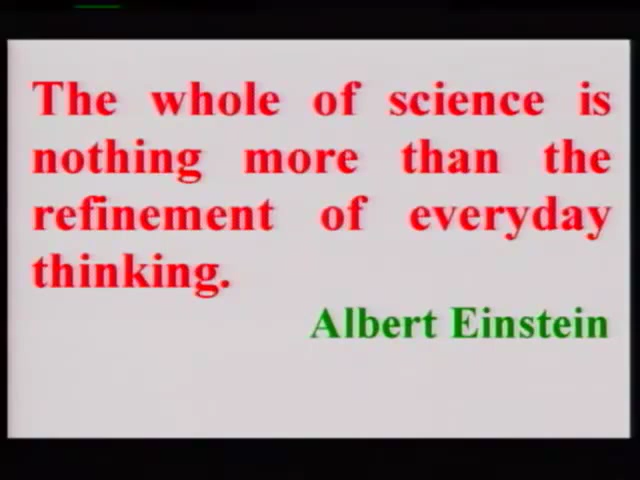 The whole of science is
nothing more than the
refinement of everyday
thinking.
Albert Einstein